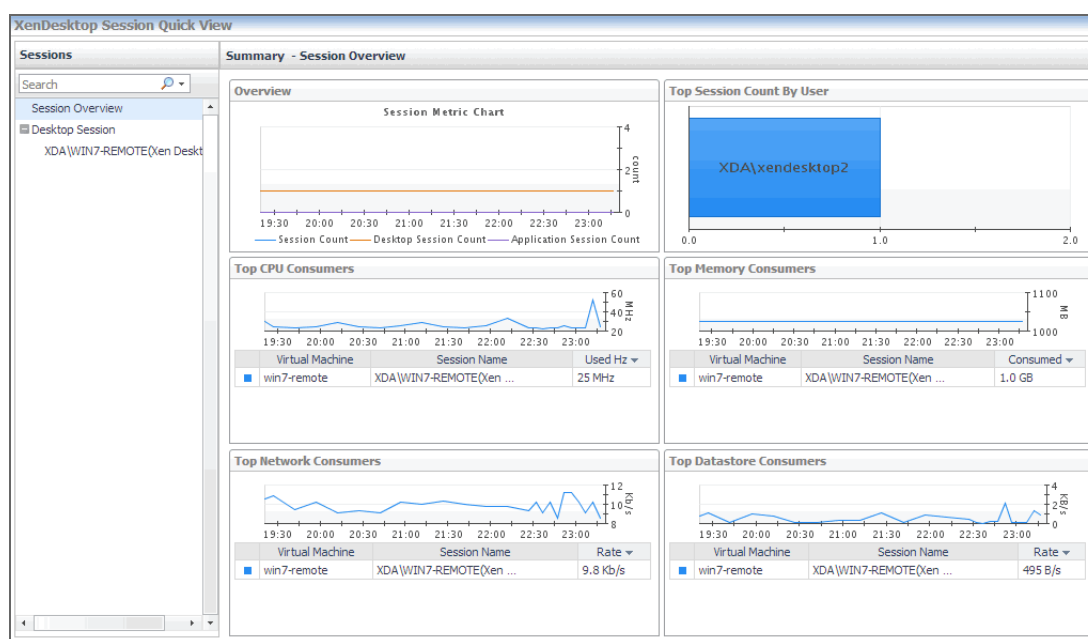 XenDesktop Session Quick View
Sessions
Search
Session Overview
Desktop Session
XDA\WIN7-REMOTE(Xen Deskt
Summary - Session Overview
Overview
Session Metric Chart
4
2
0
count
19:30 20:00 20:30 21:00 21:30 22:00 22:30 23:00
Session Count Desktop Session Count Application Session Count
Top Session Count By User
XDA\xendesktop2
0.0 1.0 2.0
Top CPU Consumers
60
40
20
MHz
19:30 20:00 20:30 21:00 21:30 22:00 22:30 23:00
Virtual Machine Session Name Used Hz
win7-remote XDA\WIN7-REMOTE(Xen ... 25 MHz
Top Memory Consumers
1100
1000
MB
19:30 20:00 20:30 21:00 21:30 22:00 22:30 23:00
Virtual Machine Session Name Consumed
win7-remote XDA\WIN7-REMOTE(Xen ... 1.0 GB
Top Network Consumers
12
10
8
Kb/s
19:30 20:00 20:30 21:00 21:30 22:00 22:30 23:00
Virtual Machine Session Name Rate
win7-remote XDA\WIN7-REMOTE(Xen ... 9.8 Kb/s
Top Datastore Consumers
4
2
0
KB/s
19:30 20:00 20:30 21:00 21:30 22:00 22:30 23:00
Virtual Machine Session Name Rate
win7-remote XDA\WIN7-REMOTE(Xen ... 495 B/s